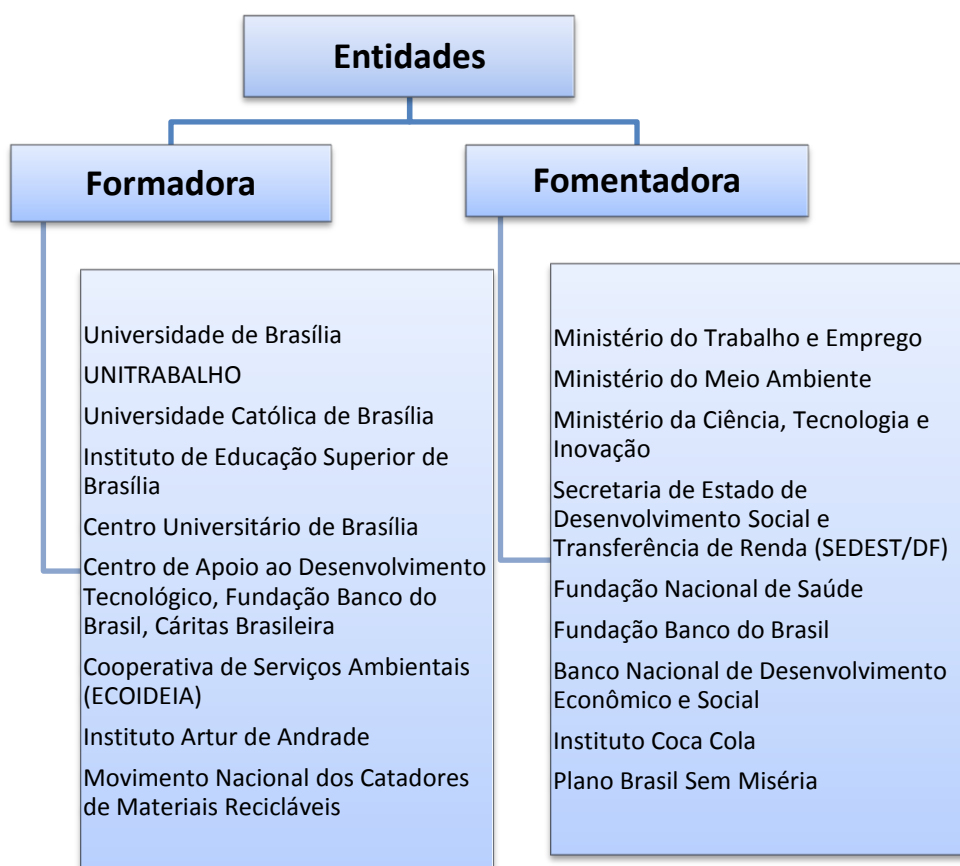 Entidades
Formadora
Fomentadora
Universidade de Brasília
UNITRABALHO
Universidade Católica de Brasília
Instituto de Educação Superior de
Brasília
Centro Universitário de Brasília
Centro de Apoio ao Desenvolvimento
Tecnológico, Fundação Banco do
Brasil, Cáritas Brasileira
Cooperativa de Serviços Ambientais
(ECOIDEIA)
Instituto Artur de Andrade
Movimento Nacional dos Catadores
de Materiais Recicláveis
Ministério do Trabalho e Emprego
Ministério do Meio Ambiente
Ministério da Ciência, Tecnologia e
Inovação
Secretaria de Estado de
Desenvolvimento Social e
Transferência de Renda (SEDEST/DF)
Fundação Nacional de Saúde
Fundação Banco do Brasil
Banco Nacional de Desenvolvimento
Econômico e Social
Instituto Coca Cola
Plano Brasil Sem Miséria